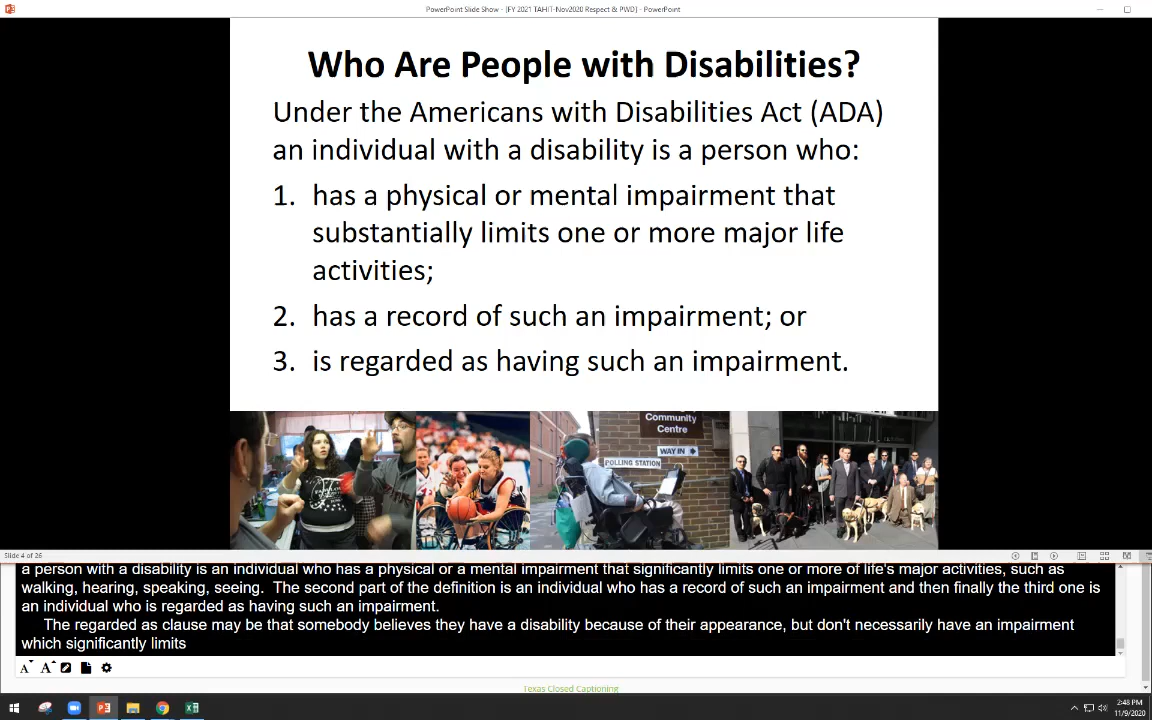 PowerPoint Slide Show - [FY 2021 TAHIT-Nov2020 Respect & PWD] - PowerPoint
Who Are People with Disabilities?
Under the Americans with Disabilities Act (ADA)
an individual with a disability is a person who:
1. has a physical or mental impairment that
substantially limits one or more major life
activities;
2. has a record of such an impairment; or
3. is regarded as having such an impairment.
Community
Centre
WAY IN
POLLING STATION
Slide 4 of 26
a person with a disability is an individual who has a physical or a mental impairment that significantly limits one or more of life's major activities, such as
walking, hearing, speaking, seeing. The second part of the definition is an individual who has a record of such an impairment and then finally the third one is
an individual who is regarded as having such an impairment.
The regarded as clause may be that somebody believes they have a disability because of their appearance, but don't necessarily have an impairment
which significantly limits
A A
Texas Closed Captioning
2:48 PM
11/9/2020